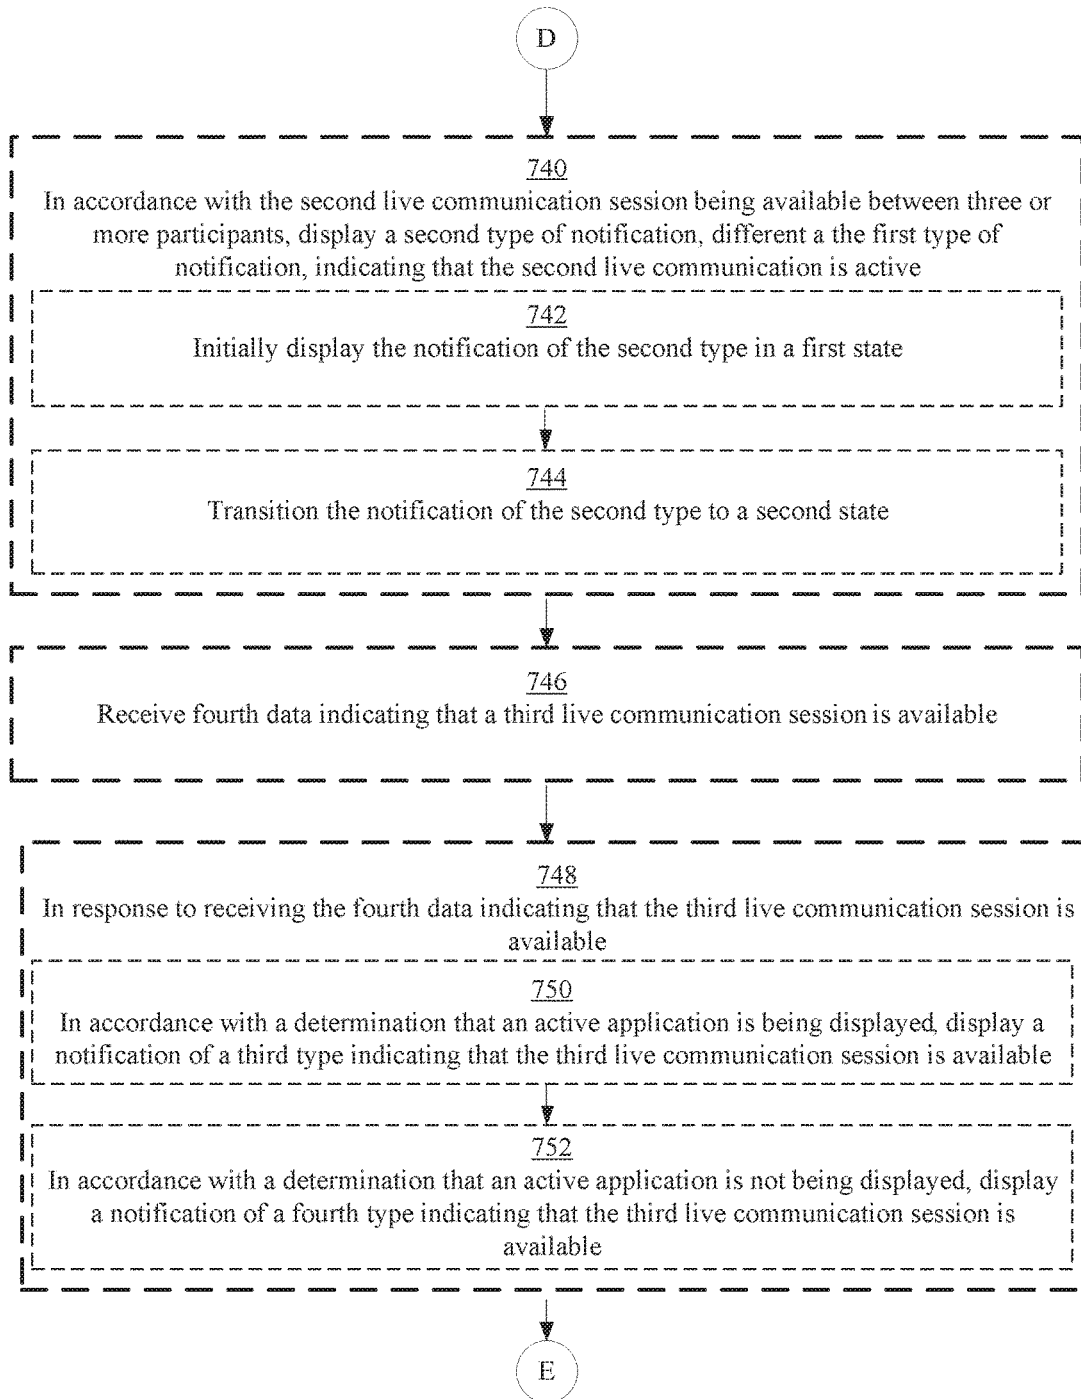 D
740
In accordance with the second live communication session being available between three or
more participants, display a second type of notification, different a the first type of
notification, indicating that the second live communication is active
742
Initially display the notification of the second type in a first state
744
Transition the notification of the second type to a second state
746
Receive fourth data indicating that a third live communication session is available
748
In response to receiving the fourth data indicating that the third live communication session is
available
750
In accordance with a determination that an active application is being displayed, display a
notification of a third type indicating that the third live communication session is available
752
In accordance with a determination that an active application is not being displayed, display
a notification of a fourth type indicating that the third live communication session is
available
E